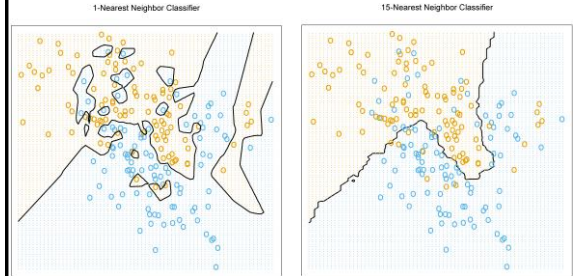 1-Nearest Neighbor Classifier
15-Nearest Neighbor Classifier